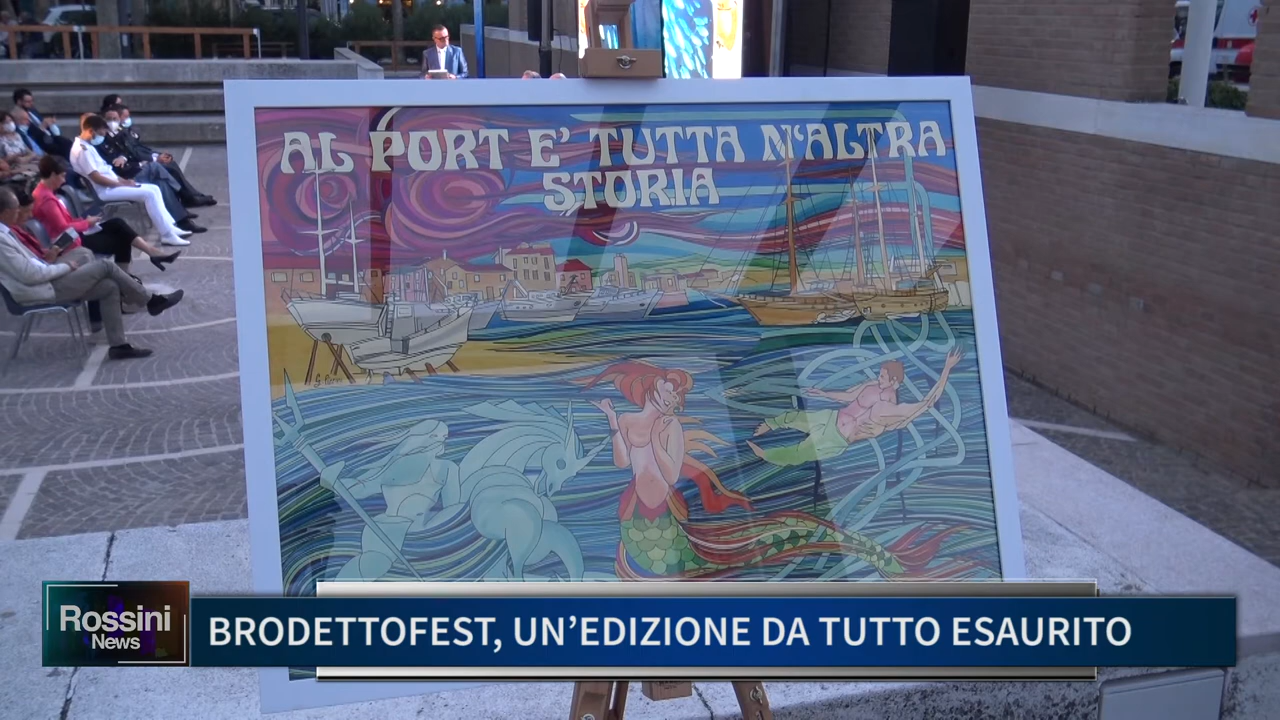 AL PORT E' TUTTA N'ALTRA
STORIA
Rossini
News
BRODETTOFEST, UN'EDIZIONE DA TUTTO ESAURITO